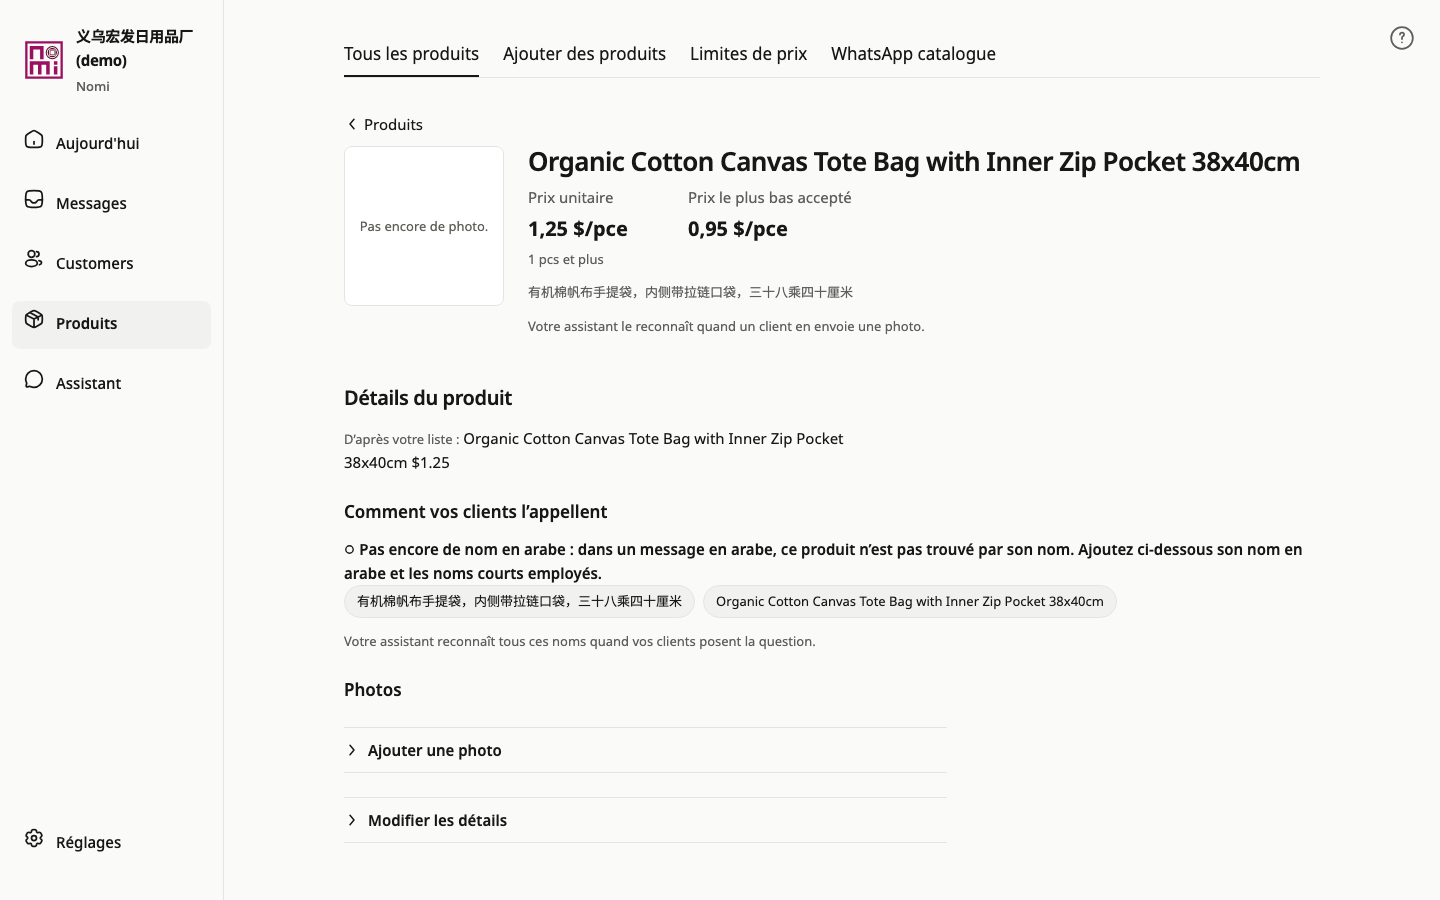 义乌宏发日用品厂
(demo)
Nomi
Aujourd'hui
Messages
Customers
Produits
Assistant
Réglages
Tous les produits
Ajouter des produits
Limites de prix
WhatsApp catalogue
Produits
Pas encore de photo.
Organic Cotton Canvas Tote Bag with Inner Zip Pocket 38x40cm
Prix unitaire
Prix le plus bas accepté
1,25 $/pce
0,95 $/pce
1 pcs et plus
有机棉帆布手提袋，内侧带拉链口袋，三十八乘四十厘米
Votre assistant le reconnaît quand un client en envoie une photo.
Détails du produit
D’après votre liste : Organic Cotton Canvas Tote Bag with Inner Zip Pocket
38x40cm $1.25
Comment vos clients l’appellent
Pas encore de nom en arabe : dans un message en arabe, ce produit n’est pas trouvé par son nom. Ajoutez ci-dessous son nom en
arabe et les noms courts employés.
有机棉帆布手提袋，内侧带拉链口袋，三十八乘四十厘米
Organic Cotton Canvas Tote Bag with Inner Zip Pocket 38x40cm
Votre assistant reconnaît tous ces noms quand vos clients posent la question.
Photos
Ajouter une photo
Modifier les détails